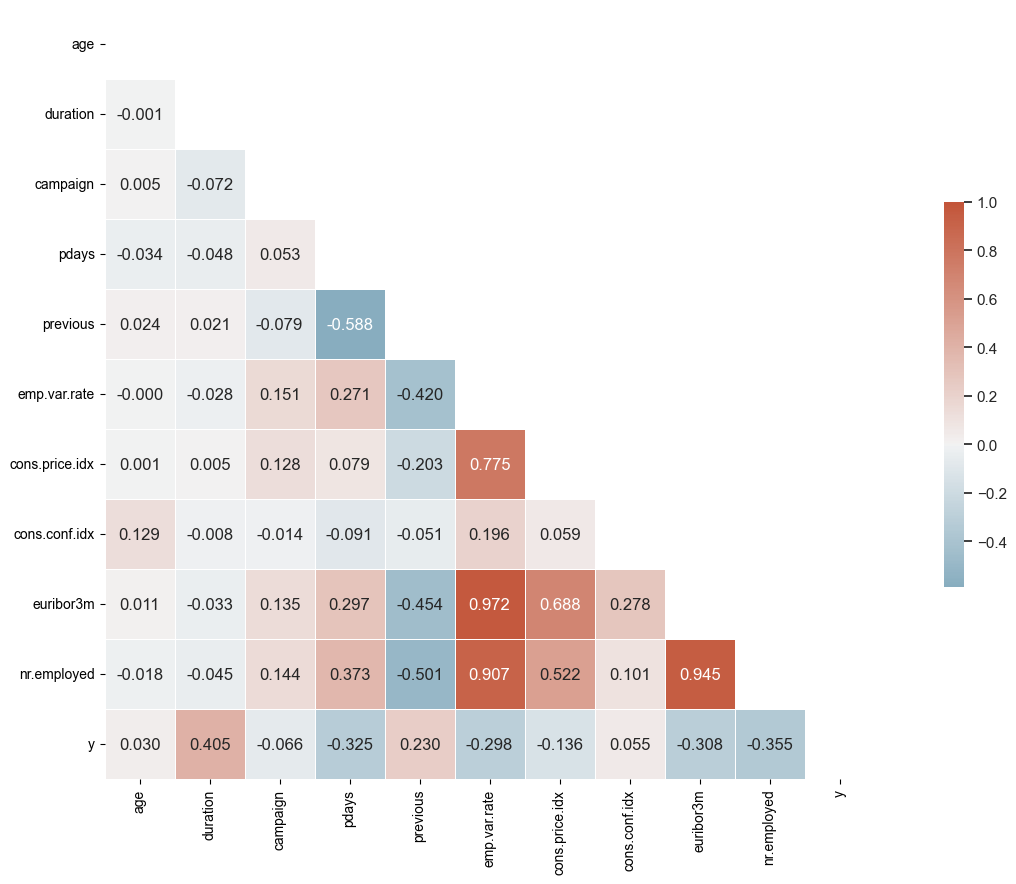 age
duration -0.001
campaign 0.005 -0.072
pdays -0.034 -0.048 0.053
previous 0.024 0.021 -0.079 -0.588
emp.var.rate -0.000 -0.028 0.151 0.271 -0.420
cons.price.idx 0.001 0.005 0.128 0.079 -0.203 0.775
cons.conf.idx 0.129 -0.008 -0.014 -0.091 -0.051 0.196 0.059
euribor3m 0.011 -0.033 0.135 0.297 -0.454 0.972 0.688 0.278
nr.employed -0.018 -0.045 0.144 0.373 -0.501 0.907 0.522 0.101 0.945
y 0.030 0.405 -0.066 -0.325 0.230 -0.298 -0.136 0.055 -0.308 -0.355
age duration campaign pdays previous emp.var.rate cons.price.idx cons.conf.idx euribor3m nr.employed y
1.0
0.8
0.6
0.4
0.2
0.0
−0.2
−0.4